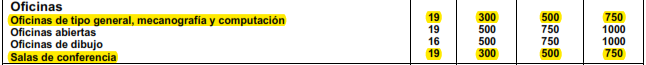 Oficinas
Oficinas de tipo general, mecanografía y computación 19 300 500 750
Oficinas abiertas 19 500 750 1000
Oficinas de dibujo 16 500 750 1000
Salas de conferencia 19 300 500 750